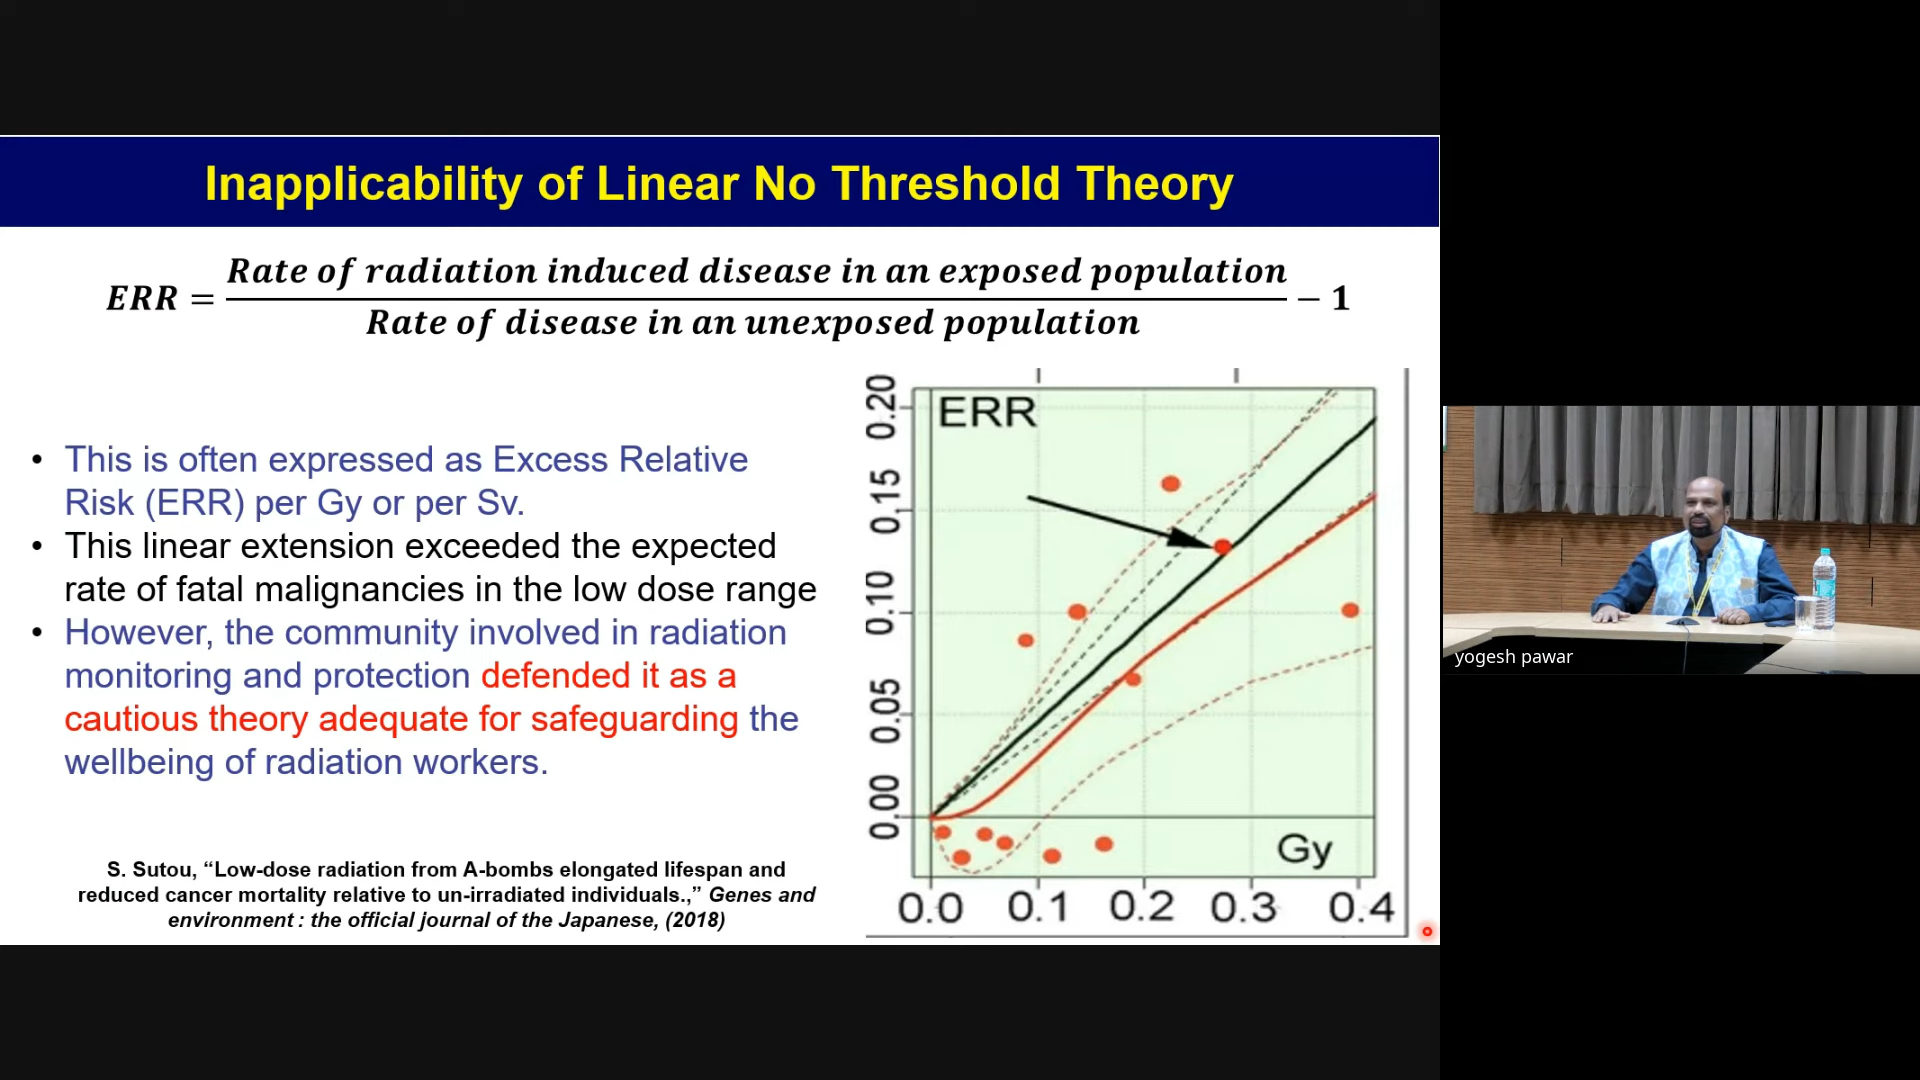 Inapplicability of Linear No Threshold Theory
ERR = Rate of radiation induced disease in an exposed population / Rate of disease in an unexposed population − 1
• This is often expressed as Excess Relative
Risk (ERR) per Gy or per Sv.
• This linear extension exceeded the expected
rate of fatal malignancies in the low dose range
• However, the community involved in radiation
monitoring and protection defended it as a
cautious theory adequate for safeguarding the
wellbeing of radiation workers.
S. Sutou, “Low-dose radiation from A-bombs elongated lifespan and
reduced cancer mortality relative to un-irradiated individuals.,” Genes and
environment : the official journal of the Japanese, (2018)
ERR
0.20
0.15
0.10
0.05
0.00
Gy
0.0 0.1 0.2 0.3 0.4
yogesh pawar